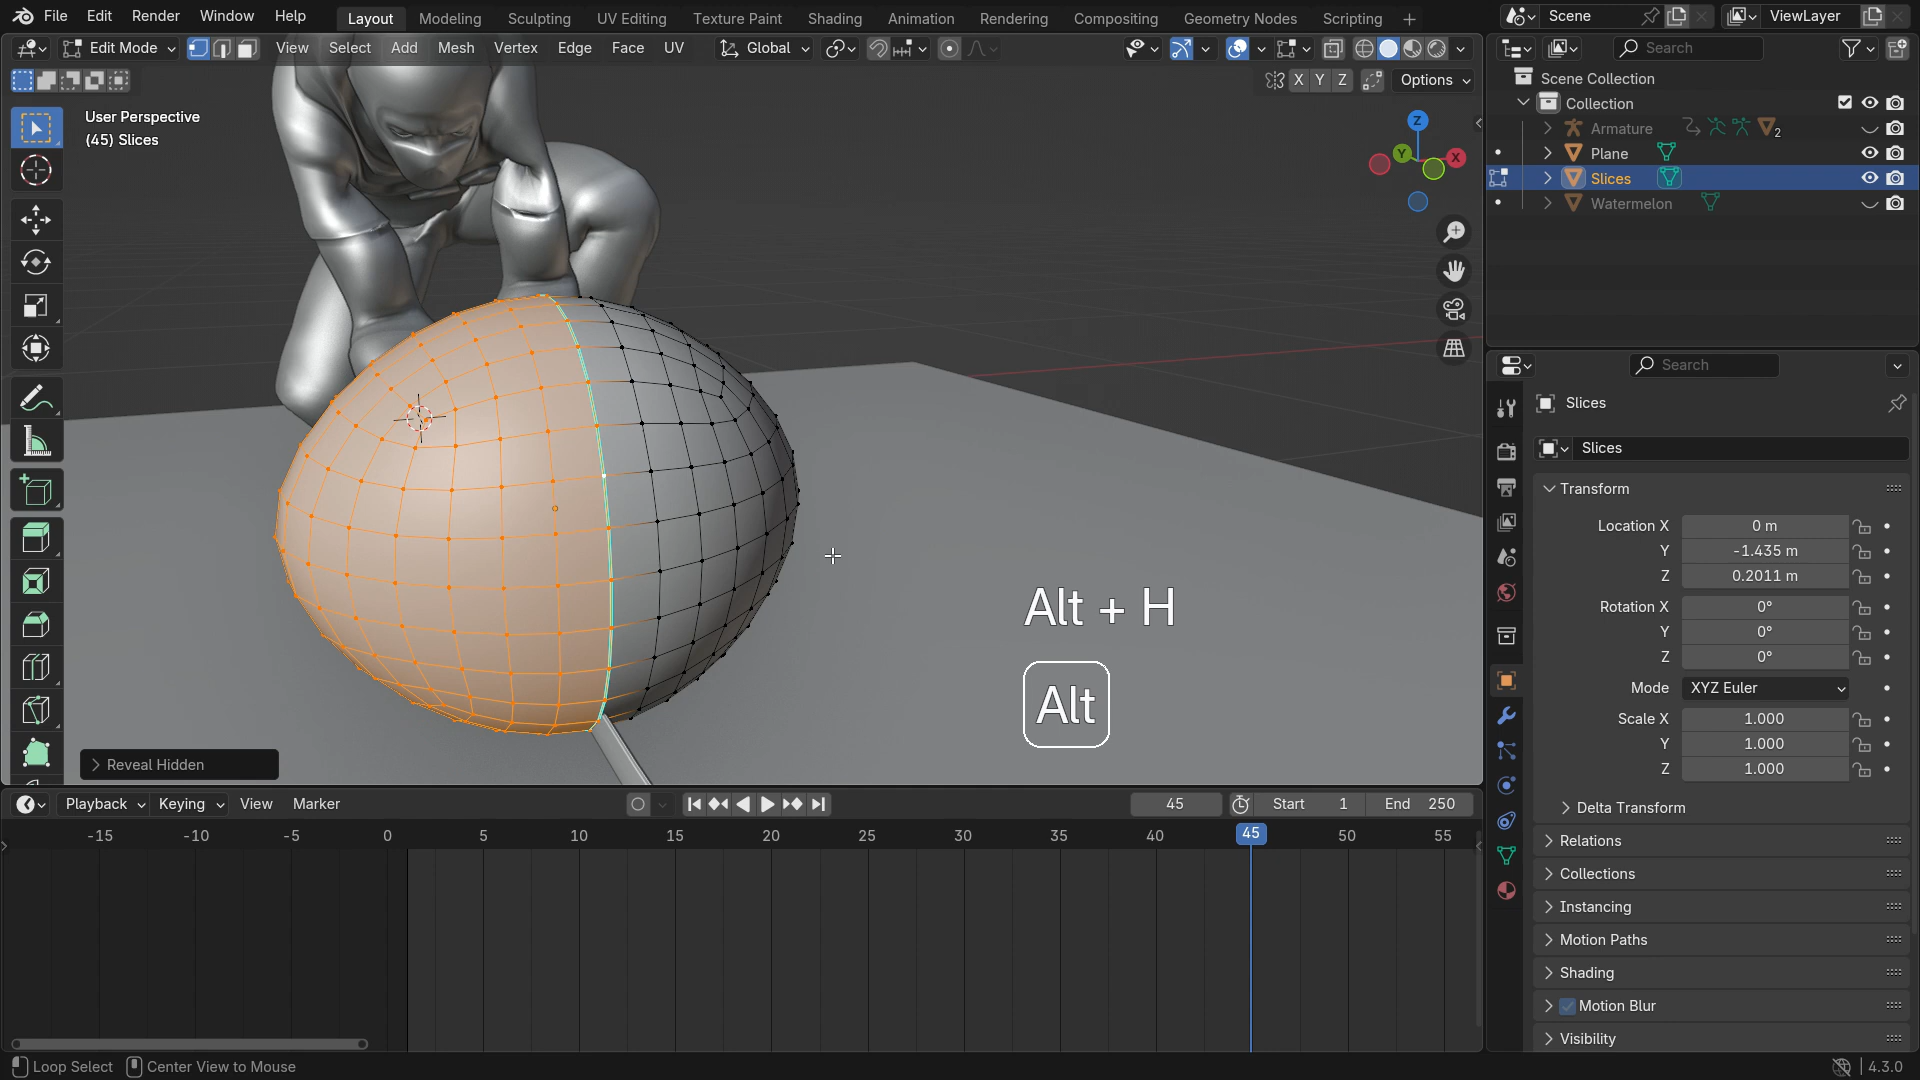 File Edit Render Window Help Layout Modeling Sculpting UV Editing Texture Paint Shading Animation Rendering Compositing Geometry Nodes Scripting Scene ViewLayer
Edit Mode View Select Add Mesh Vertex Edge Face UV Global Search
X Y Z Options
User Perspective
(45) Slices
Z
Y
X
Scene Collection
Collection
Armature 2
Plane
Slices
Watermelon
Alt + H
Alt
Reveal Hidden
Search
Slices
Slices
Transform
Location X 0 m
Y -1.435 m
Z 0.2011 m
Rotation X 0°
Y 0°
Z 0°
Mode XYZ Euler
Scale X 1.000
Y 1.000
Z 1.000
Delta Transform
Relations
Collections
Instancing
Motion Paths
Shading
Motion Blur
Visibility
Playback Keying View Marker 45 Start 1 End 250
-15 -10 -5 0 5 10 15 20 25 30 35 40 45 50 55
Loop Select Center View to Mouse 4.3.0